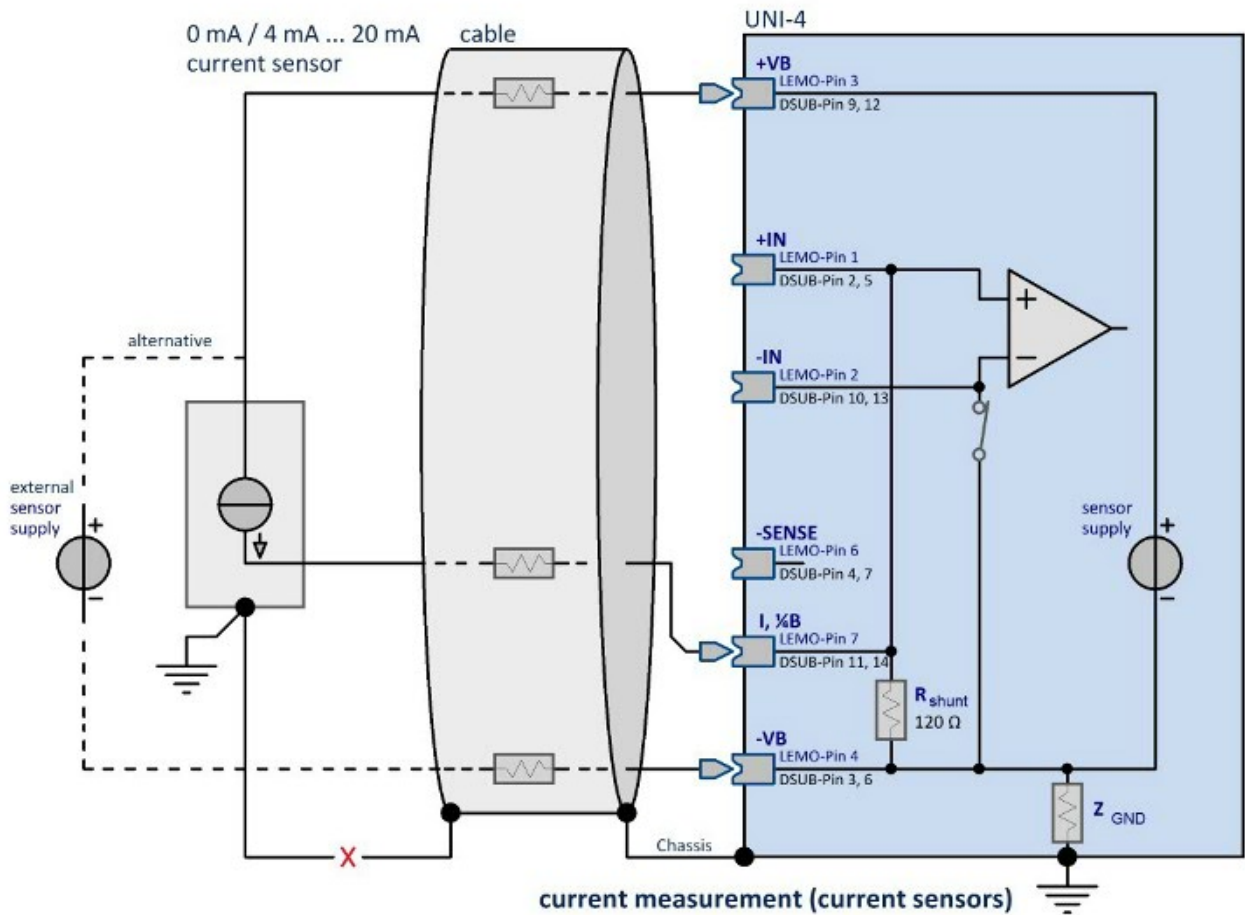 UNI-4
0 mA / 4 mA ... 20 mA
current sensor
cable
+VB
LEMO-Pin 3
DSUB-Pin 9, 12
+IN
LEMO-Pin 1
DSUB-Pin 2, 5
+
−
-IN
LEMO-Pin 2
DSUB-Pin 10, 13
alternative
external
sensor
supply
+
−
-SENSE
LEMO-Pin 6
DSUB-Pin 4, 7
sensor
supply
+
−
I, ¼B
LEMO-Pin 7
DSUB-Pin 11, 14
R shunt
120 Ω
-VB
LEMO-Pin 4
DSUB-Pin 3, 6
Z GND
X
Chassis
current measurement (current sensors)